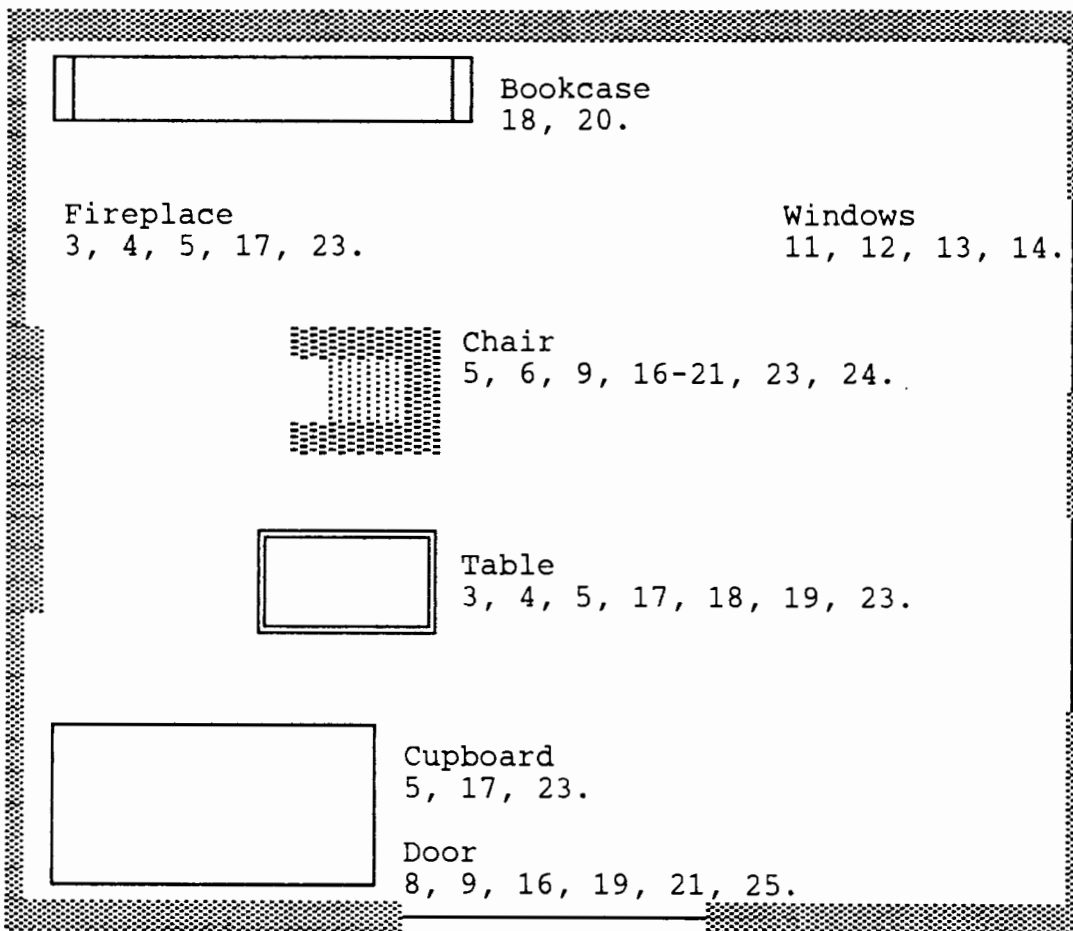 Bookcase
18, 20.
Fireplace
3, 4, 5, 17, 23.
Windows
11, 12, 13, 14.
Chair
5, 6, 9, 16-21, 23, 24.
Table
3, 4, 5, 17, 18, 19, 23.
Cupboard
5, 17, 23.
Door
8, 9, 16, 19, 21, 25.